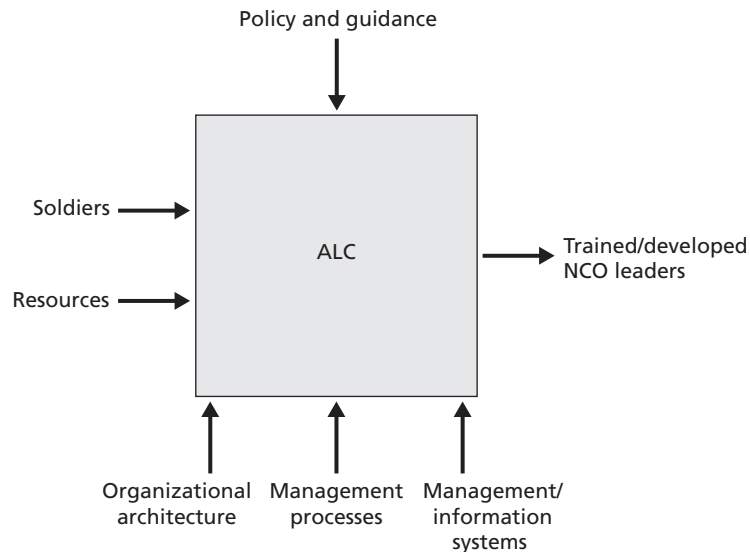 Policy and guidance
Soldiers
ALC
Trained/developed
NCO leaders
Resources
Organizational
architecture
Management
processes
Management/
information
systems